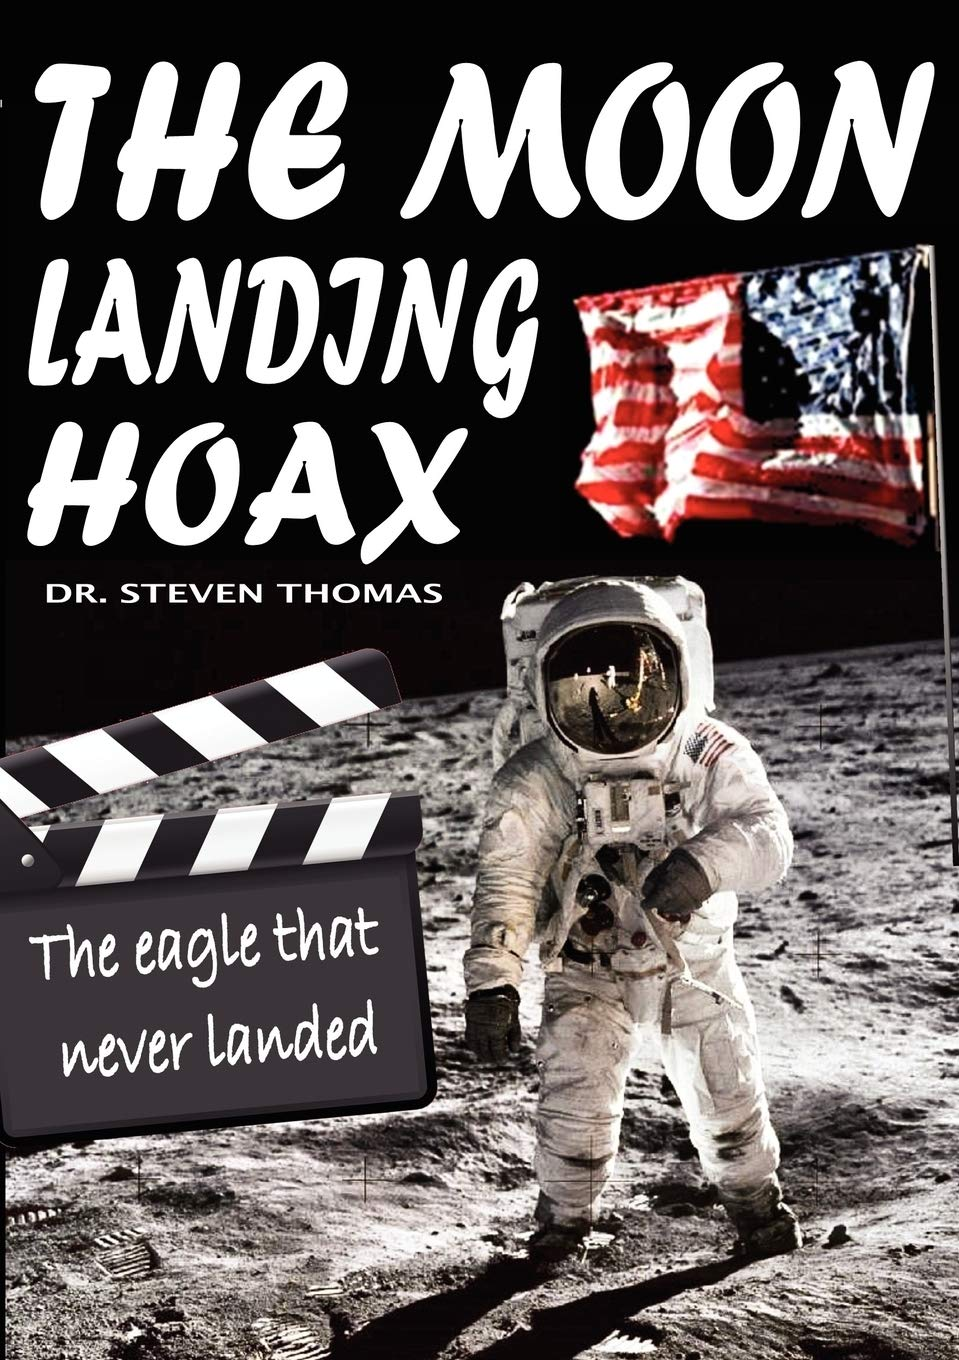 THE MOON
LANDING
HOAX
DR. STEVEN THOMAS
The eagle that
never landed